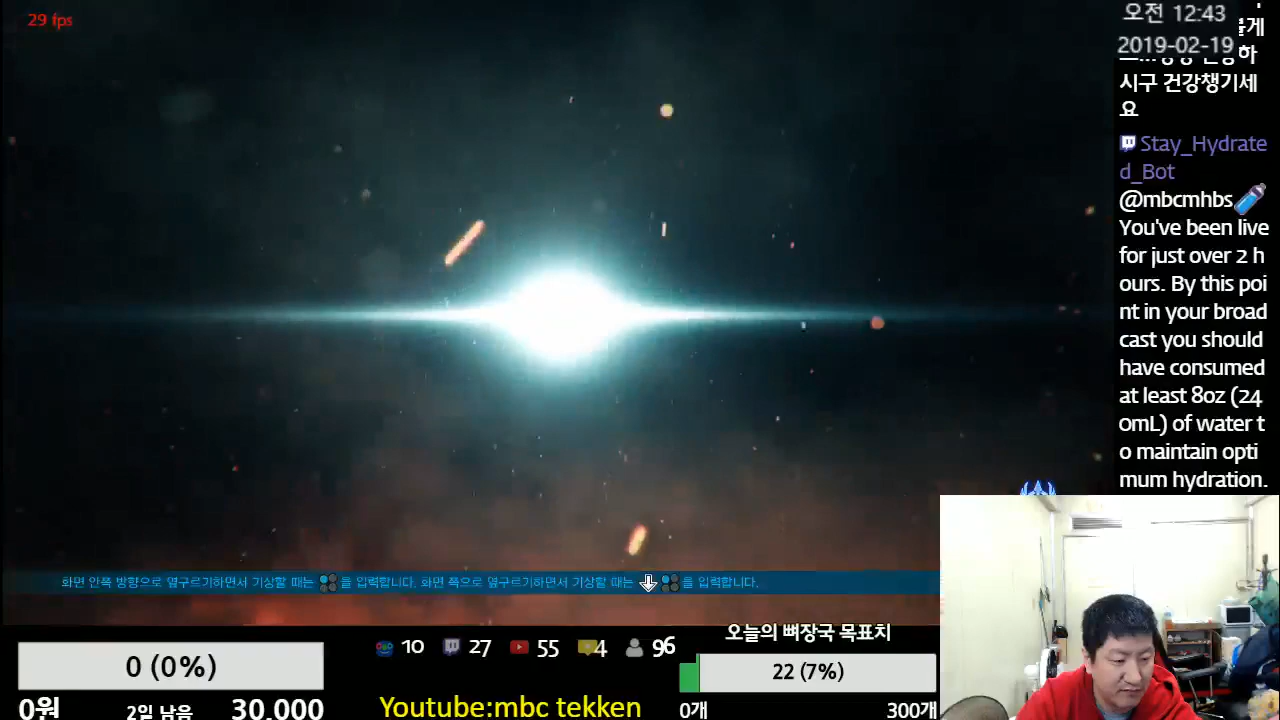 29 fps
오전 12:43
2019-02-19
시구 건강챙기세
요
Stay_Hydrate
d_Bot
@mbcmhbs
You've been live
for just over 2 h
ours. By this poi
nt in your broad
cast you should
have consumed
at least 8oz (24
0mL) of water t
o maintain opti
mum hydration.
화면 안쪽 방향으로 옆구르기하면서 기상할 때는 를 입력합니다. 화면 쪽으로 옆구르기하면서 기상할 때는 를 입력합니다.
0 (0%)
0원 2일 남음 30,000
10 27 55 4 96
Youtube:mbc tekken
오늘의 뼈장국 목표치
22 (7%)
0개 300개